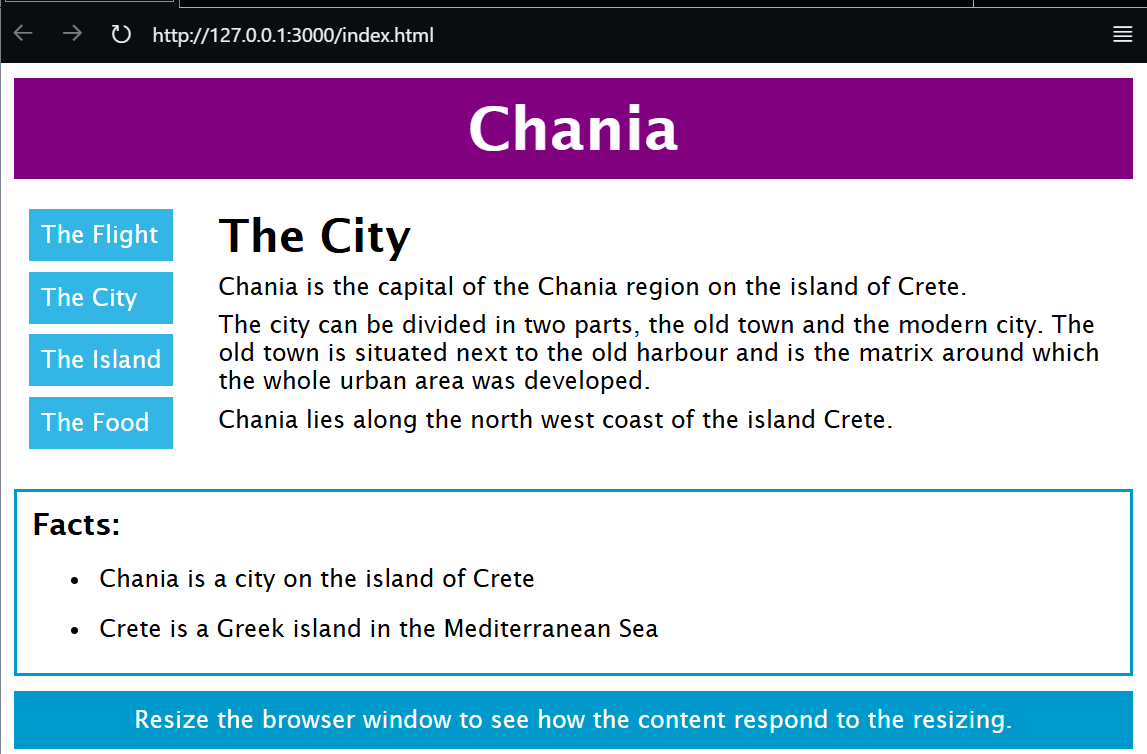 http://127.0.0.1:3000/index.html
Chania
The Flight
The City
The Island
The Food
The City
Chania is the capital of the Chania region on the island of Crete.
The city can be divided in two parts, the old town and the modern city. The
old town is situated next to the old harbour and is the matrix around which
the whole urban area was developed.
Chania lies along the north west coast of the island Crete.
Facts:
Chania is a city on the island of Crete
Crete is a Greek island in the Mediterranean Sea
Resize the browser window to see how the content respond to the resizing.